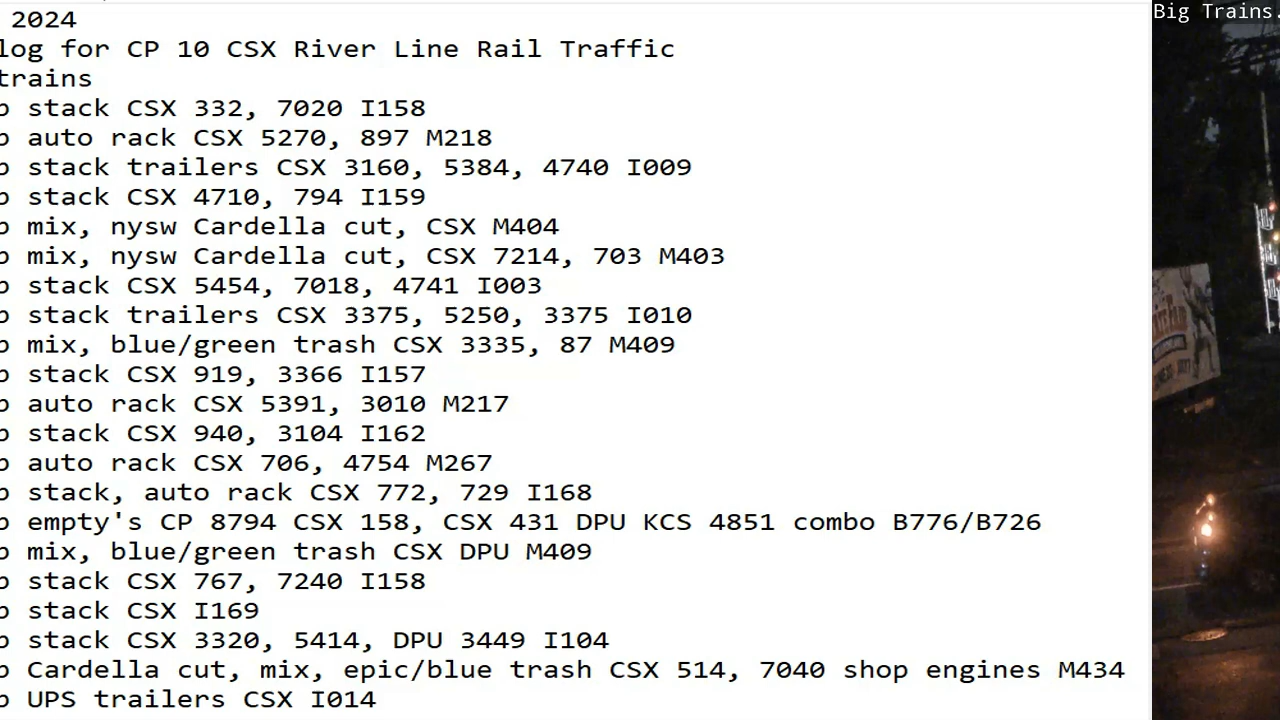 2024
log for CP 10 CSX River Line Rail Traffic
trains
stack CSX 332, 7020 I158
auto rack CSX 5270, 897 M218
stack trailers CSX 3160, 5384, 4740 I009
stack CSX 4710, 794 I159
mix, nysw Cardella cut, CSX M404
mix, nysw Cardella cut, CSX 7214, 703 M403
stack CSX 5454, 7018, 4741 I003
stack trailers CSX 3375, 5250, 3375 I010
mix, blue/green trash CSX 3335, 87 M409
stack CSX 919, 3366 I157
auto rack CSX 5391, 3010 M217
stack CSX 940, 3104 I162
auto rack CSX 706, 4754 M267
stack, auto rack CSX 772, 729 I168
empty's CP 8794 CSX 158, CSX 431 DPU KCS 4851 combo B776/B726
mix, blue/green trash CSX DPU M409
stack CSX 767, 7240 I158
stack CSX I169
stack CSX 3320, 5414, DPU 3449 I104
Cardella cut, mix, epic/blue trash CSX 514, 7040 shop engines M434
UPS trailers CSX I014
Big Trains.